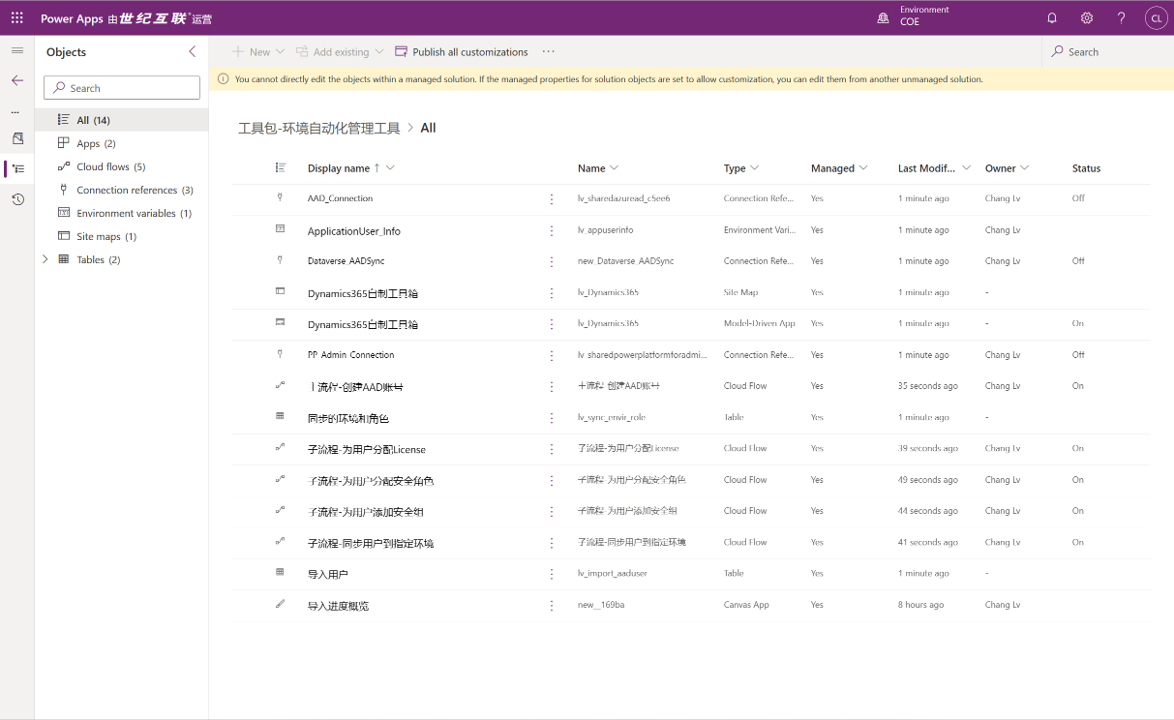 Power Apps 由世纪互联运营
Environment
COE
CL
Objects
New
Add existing
Publish all customizations
Search
Search
You cannot directly edit the objects within a managed solution. If the managed properties for solution objects are set to allow customization, you can edit them from another unmanaged solution.
All (14)
Apps (2)
Cloud flows (5)
Connection references (3)
Environment variables (1)
Site maps (1)
Tables (2)
工具包-环境自动化管理工具 > All
Display name ↑ Name Type Managed Last Modif... Owner Status
AAD_Connection lv_sharedazuread_c5ee6 Connection Refe... Yes 1 minute ago Chang Lv Off
ApplicationUser_Info lv_appuserinfo Environment Vari... Yes 1 minute ago Chang Lv
Dataverse_AADSync new_Dataverse_AADSync Connection Refe... Yes 1 minute ago Chang Lv Off
Dynamics365自制工具箱 lv_Dynamics365 Site Map Yes 1 minute ago -
Dynamics365自制工具箱 lv_Dynamics365 Model-Driven App Yes 1 minute ago - On
PP_Admin_Connection lv_sharedpowerplatformforadmi... Connection Refe... Yes 1 minute ago Chang Lv Off
主流程-创建AAD账号 主流程-创建AAD账号 Cloud Flow Yes 35 seconds ago Chang Lv On
同步的环境和角色 lv_sync_envir_role Table Yes 1 minute ago -
子流程-为用户分配License 子流程-为用户分配License Cloud Flow Yes 39 seconds ago Chang Lv On
子流程-为用户分配安全角色 子流程-为用户分配安全角色 Cloud Flow Yes 49 seconds ago Chang Lv On
子流程-为用户添加安全组 子流程-为用户添加安全组 Cloud Flow Yes 44 seconds ago Chang Lv On
子流程-同步用户到指定环境 子流程-同步用户到指定环境 Cloud Flow Yes 41 seconds ago Chang Lv On
导入用户 lv_import_aaduser Table Yes 1 minute ago -
导入进度概览 new__169ba Canvas App Yes 8 hours ago Chang Lv